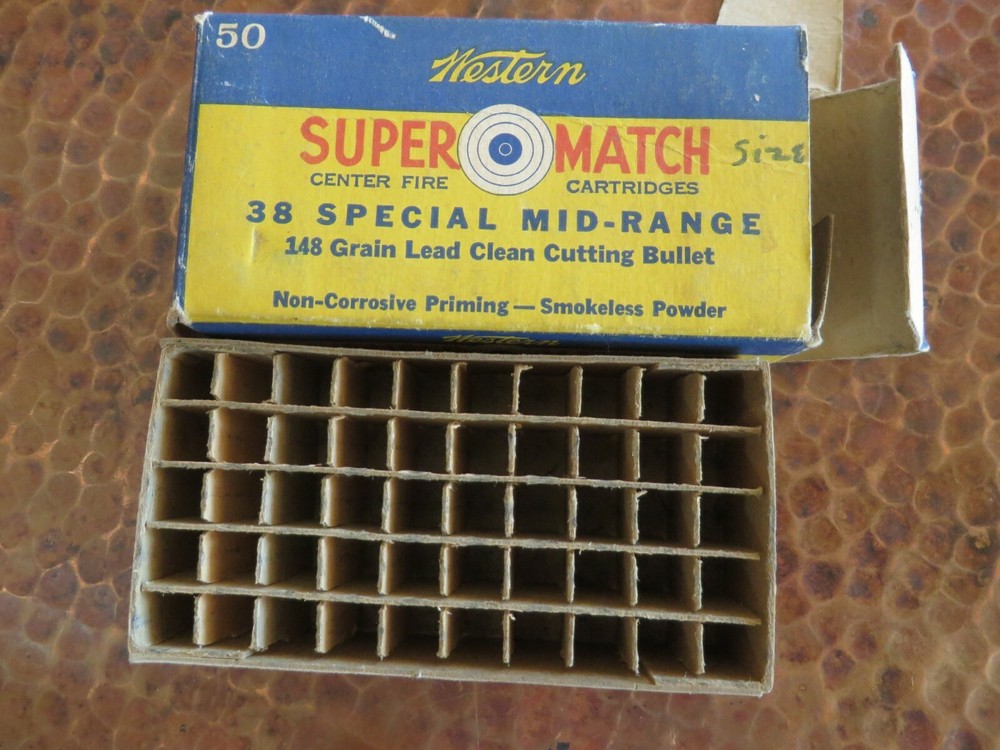 50
Western
SUPER MATCH size
CENTER FIRE CARTRIDGES
38 SPECIAL MID-RANGE
148 Grain Lead Clean Cutting Bullet
Non-Corrosive Priming — Smokeless Powder
Western